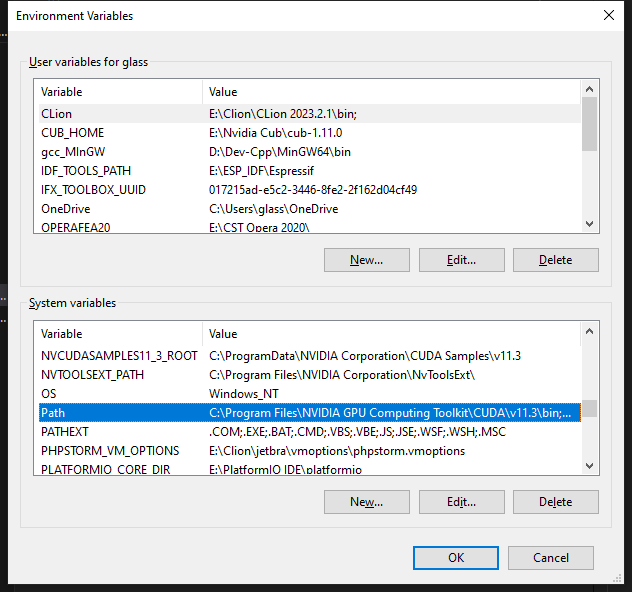 Environment Variables
User variables for glass
Variable Value
CLion E:\Clion\CLion 2023.2.1\bin;
CUB_HOME E:\Nvidia Cub\cub-1.11.0
gcc_MInGW D:\Dev-Cpp\MinGW64\bin
IDF_TOOLS_PATH E:\ESP_IDF\Espressif
IFX_TOOLBOX_UUID 017215ad-e5c2-3446-8fe2-2f162d04cf49
OneDrive C:\Users\glass\OneDrive
OPERAFEA20 E:\CST Opera 2020\
New... Edit... Delete
System variables
Variable Value
NVCUDASAMPLES11_3_ROOT C:\ProgramData\NVIDIA Corporation\CUDA Samples\v11.3
NVTOOLSEXT_PATH C:\Program Files\NVIDIA Corporation\NvToolsExt\
OS Windows_NT
Path C:\Program Files\NVIDIA GPU Computing Toolkit\CUDA\v11.3\bin;...
PATHEXT .COM;.EXE;.BAT;.CMD;.VBS;.VBE;.JS;.JSE;.WSF;.WSH;.MSC
PHPSTORM_VM_OPTIONS E:\Clion\jetbra\vmoptions\phpstorm.vmoptions
PLATFORMIO_CORE_DIR E:\PlatformIO IDE\platformio
New... Edit... Delete
OK Cancel